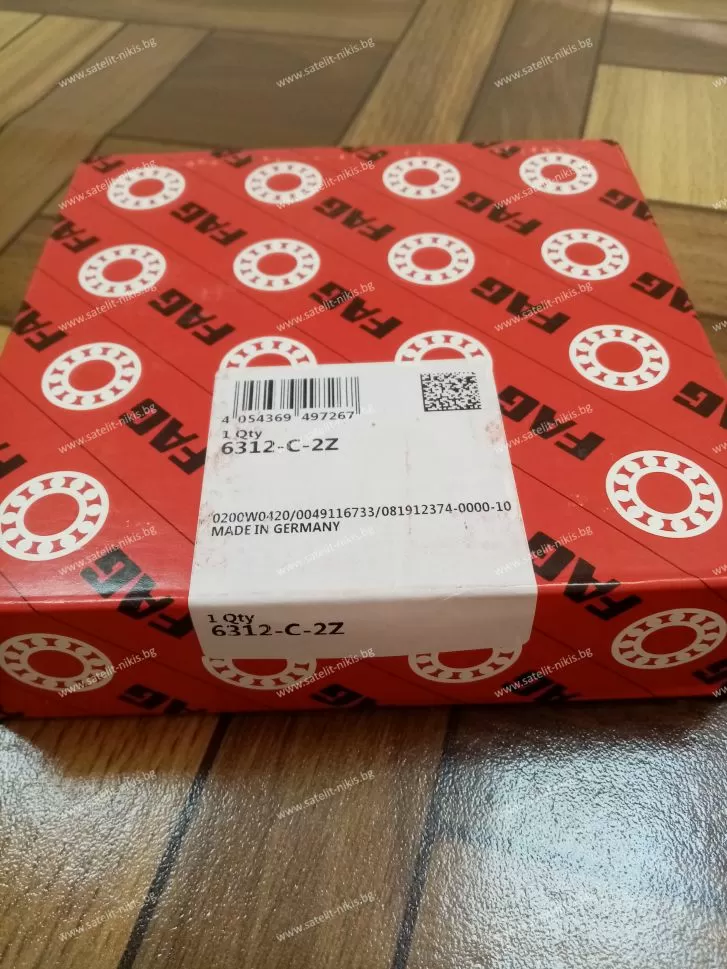 www.satelit-nikis.bg
FAG
4 054369 497267
1 Qty
6312-C-2Z
0200W0420/0049116733/081912374-0000-10
MADE IN GERMANY
1 Qty
6312-C-2Z